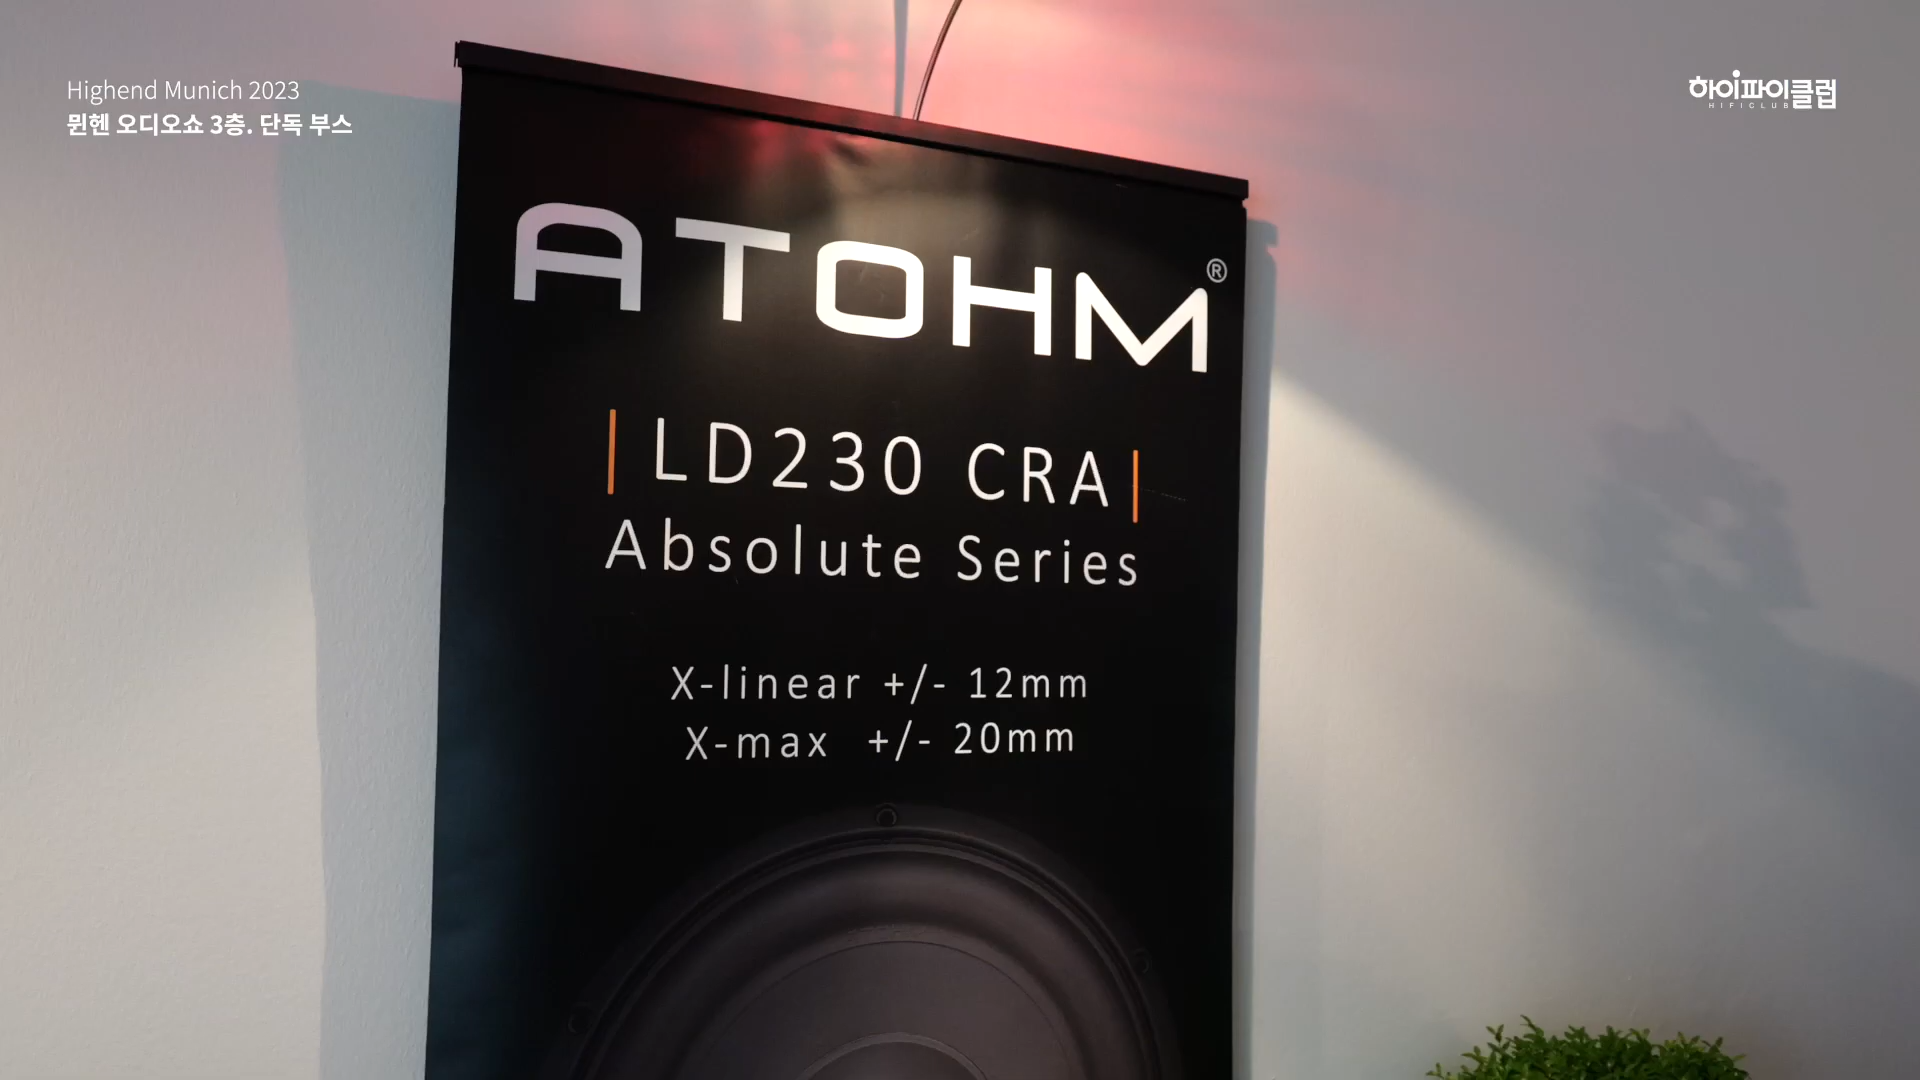 Highend Munich 2023
뮌헨 오디오쇼 3층. 단독 부스
하이파이클럽
HIFICLUB
ATOHM®
| LD230 CRA |
Absolute Series
X-linear +/- 12mm
X-max +/- 20mm